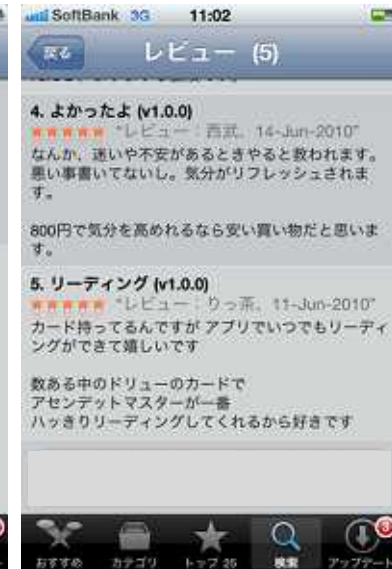 SoftBank 3G 11:02
戻る レビュー (5)
4. よかったよ (v1.0.0)
"レビュー : 西武, 14-Jun-2010"
なんか、迷いや不安があるときやると救われます。
悪い事書いてないし。気分がリフレッシュされま
す。
800円で気分を高めれるなら安い買い物だと思いま
す。
5. リーディング (v1.0.0)
"レビュー : りっ茶, 11-Jun-2010"
カード持ってるんですが アプリでいつでもリーディ
ングができて嬉しいです
数ある中のドリューのカードで
アセンデットマスターが一番
ハッきりリーディングしてくれるから好きです
おすすめ カテゴリ トップ 25 検索 アップデート
3